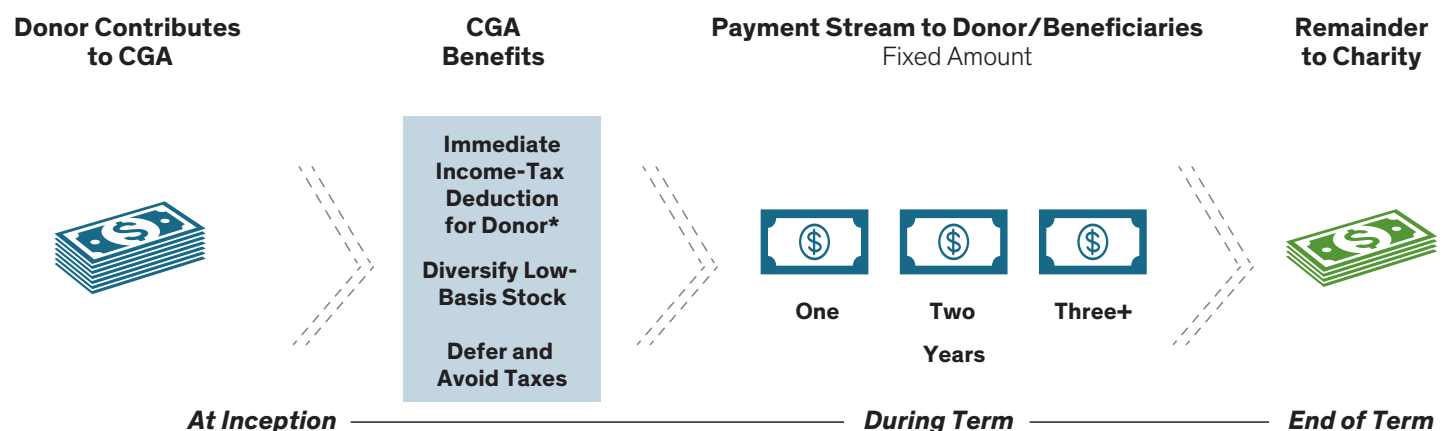 Donor Contributes
to CGA
CGA
Benefits
Payment Stream to Donor/Beneficiaries
Fixed Amount
Remainder
to Charity
Immediate
Income-Tax
Deduction
for Donor*
Diversify Low-
Basis Stock
Defer and
Avoid Taxes
$
$
$
$
$
One
Two
Three+
Years
At Inception
During Term
End of Term